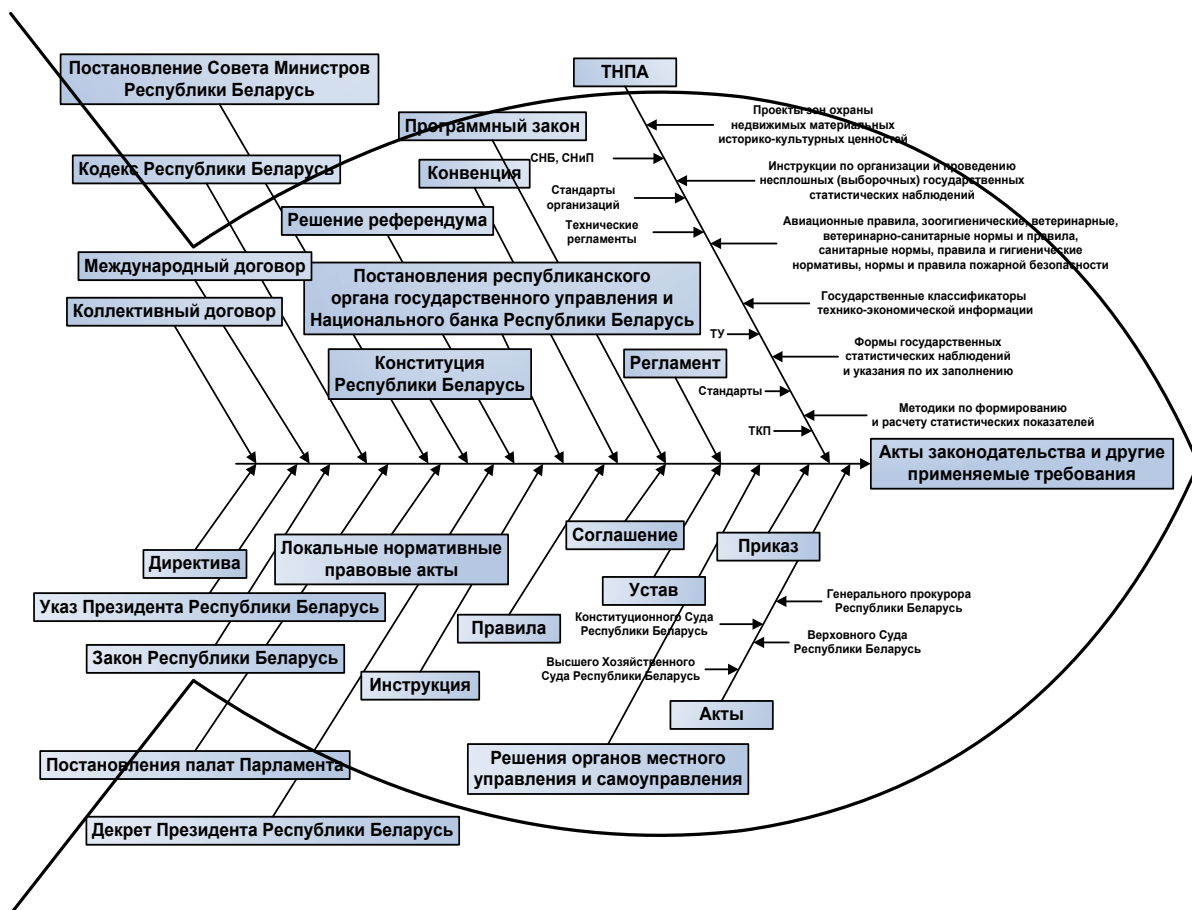 Постановление Совета Министров
Республики Беларусь
ТНПА
Проекты зон охраны
недвижимых материальных
историко-культурных ценностей
Программный закон
СНБ, СНиП
Кодекс Республики Беларусь
Конвенция
Инструкции по организации и проведению
несплошных (выборочных) государственных
статистических наблюдений
Стандарты
организаций
Решение референдума
Технические
регламенты
Авиационные правила, зоогигиенические, ветеринарные,
ветеринарно-санитарные нормы и правила,
санитарные нормы, правила и гигиенические
нормативы, нормы и правила пожарной безопасности
Международный договор
Постановления республиканского
органа государственного управления и
Национального банка Республики Беларусь
Коллективный договор
Государственные классификаторы
технико-экономической информации
ТУ
Формы государственных
статистических наблюдений
и указания по их заполнению
Конституция
Республики Беларусь
Регламент
Стандарты
Методики по формированию
и расчету статистических показателей
ТКП
Акты законодательства и другие
применяемые требования
Директива
Локальные нормативные
правовые акты
Соглашение
Приказ
Указ Президента Республики Беларусь
Устав
Генерального прокурора
Республики Беларусь
Правила
Конституционного Суда
Республики Беларусь
Верховного Суда
Республики Беларусь
Закон Республики Беларусь
Инструкция
Высшего Хозяйственного
Суда Республики Беларусь
Акты
Постановления палат Парламента
Решения органов местного
управления и самоуправления
Декрет Президента Республики Беларусь